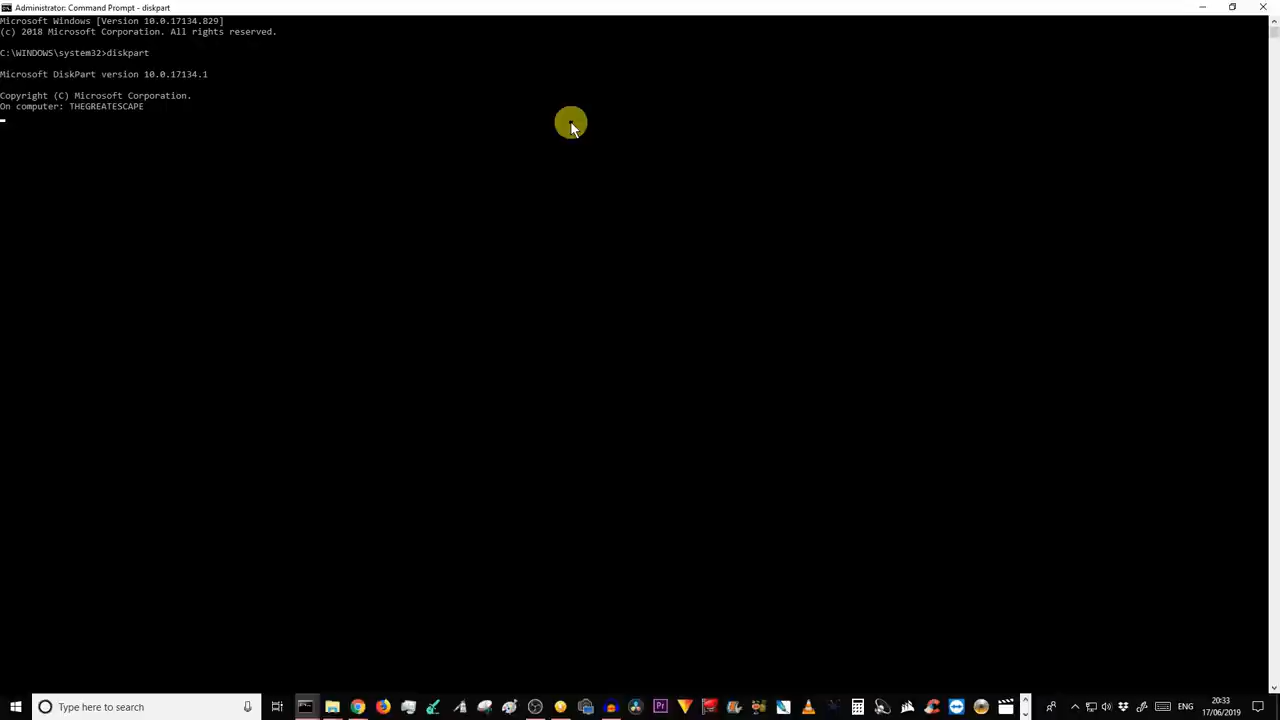 Administrator: Command Prompt - diskpart
Microsoft Windows [Version 10.0.17134.829]
(c) 2018 Microsoft Corporation. All rights reserved.
C:\WINDOWS\system32>diskpart
Microsoft DiskPart version 10.0.17134.1
Copyright (C) Microsoft Corporation.
On computer: THEGREATESCAPE
Type here to search
Pr
ENG
20:33
17/06/2019